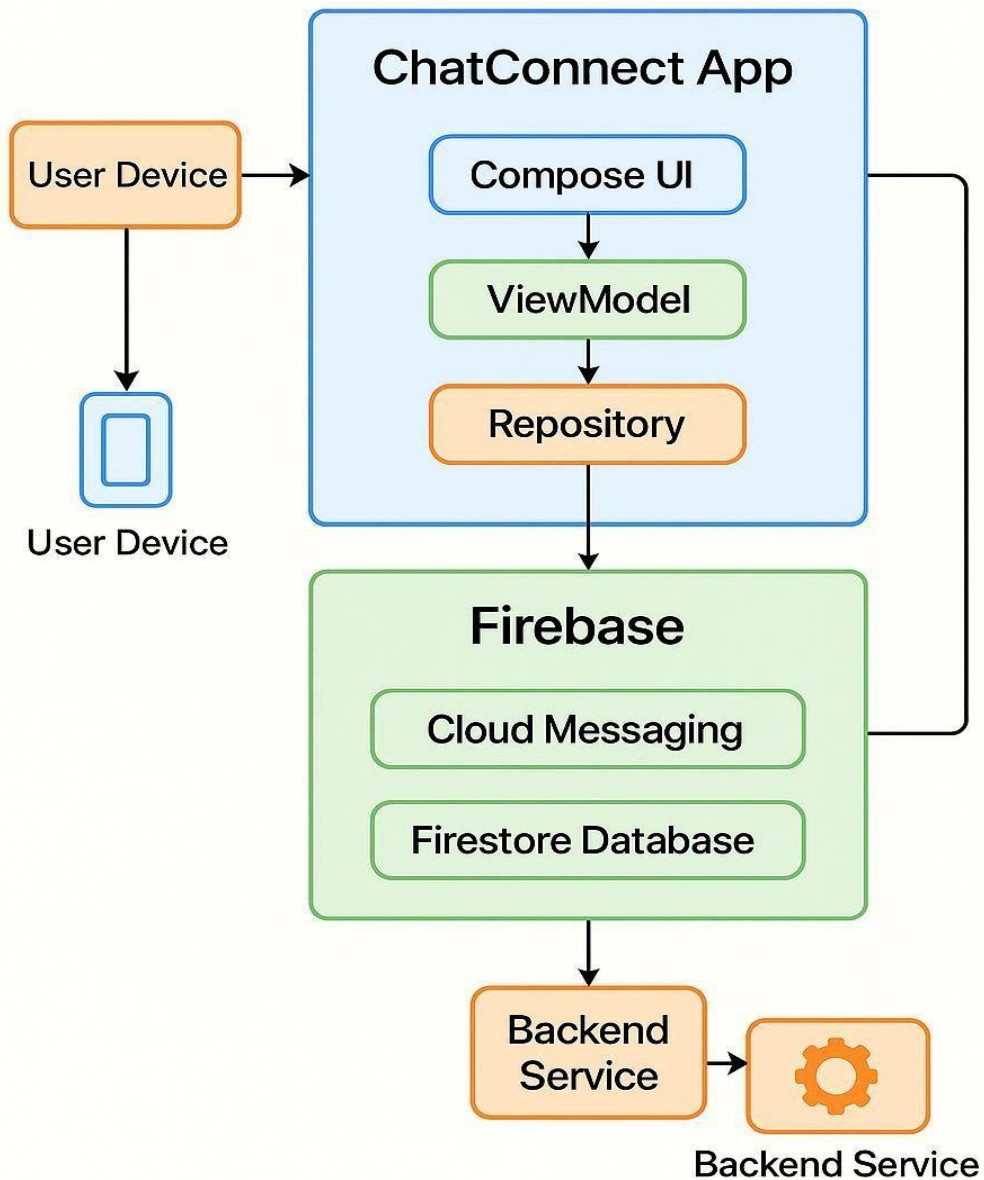 ChatConnect App
User Device
Compose UI
ViewModel
Repository
User Device
Firebase
Cloud Messaging
Firestore Database
Backend
Service
Backend Service